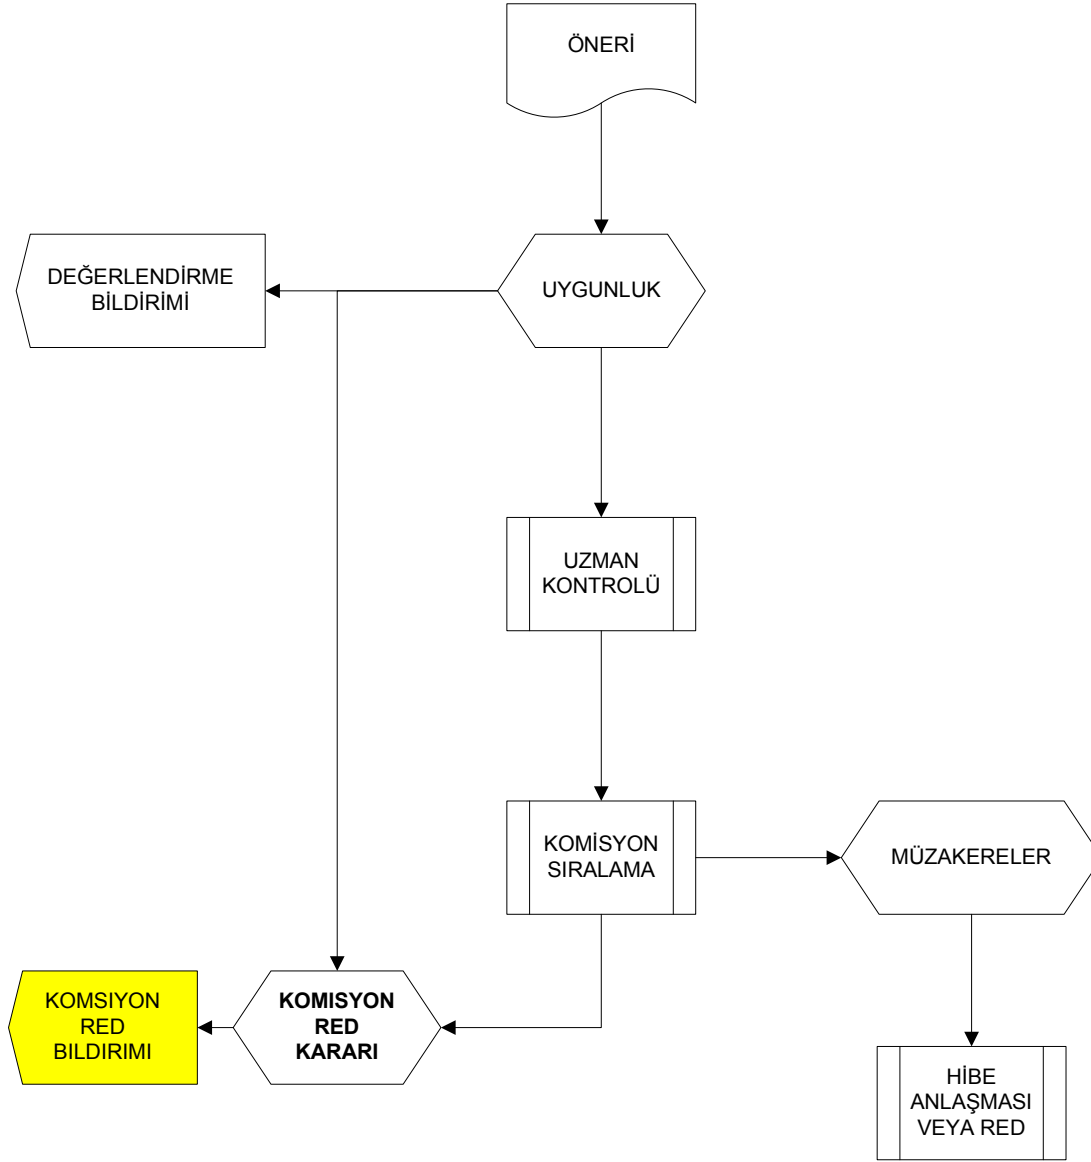 ÖNERİ
DEĞERLENDİRME
BİLDİRİMİ
UYGUNLUK
UZMAN
KONTROLÜ
KOMİSYON
SIRALAMA
MÜZAKERELER
KOMSIYON
RED
BILDIRIMI
KOMISYON
RED
KARARI
HİBE
ANLAŞMASI
VEYA RED